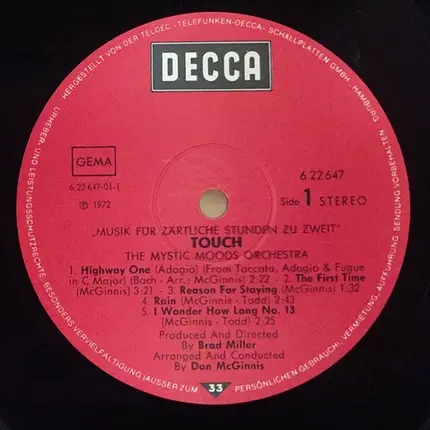 HERGESTELLT VON DER TELDEC »TELEFUNKEN-DECCA« SCHALLPLATTEN GMBH, HAMBURG
URHEBER- UND LEISTUNGSSCHUTZRECHTE, BESONDERS VERVIELFÄLTIGUNG (AUSSER ZUM PERSÖNLICHEN GEBRAUCH), VERMIETUNG, AUFFÜHRUNG, SENDUNG VORBEHALTEN
DECCA
GEMA
6.22647-01-1
Ⓟ 1972
6.22647
Side 1 STEREO
„MUSIK FÜR ZÄRTLICHE STUNDEN ZU ZWEIT"
TOUCH
THE MYSTIC MOODS ORCHESTRA
1. Highway One (Adagio) (From Toccata, Adagio & Fugue
in C Major) (Bach - Arr.: McGinnis) 2:22 - 2. The First Time
(McGinnis) 3:21 - 3. Reason For Staying (McGinnis) 1:32
4. Rain (McGinnis - Todd) 2:43
5. I Wonder How Long No. 13
(McGinnis - Todd) 2:25
Produced And Directed
By Brad Miller
Arranged And Conducted
By Don McGinnis
33